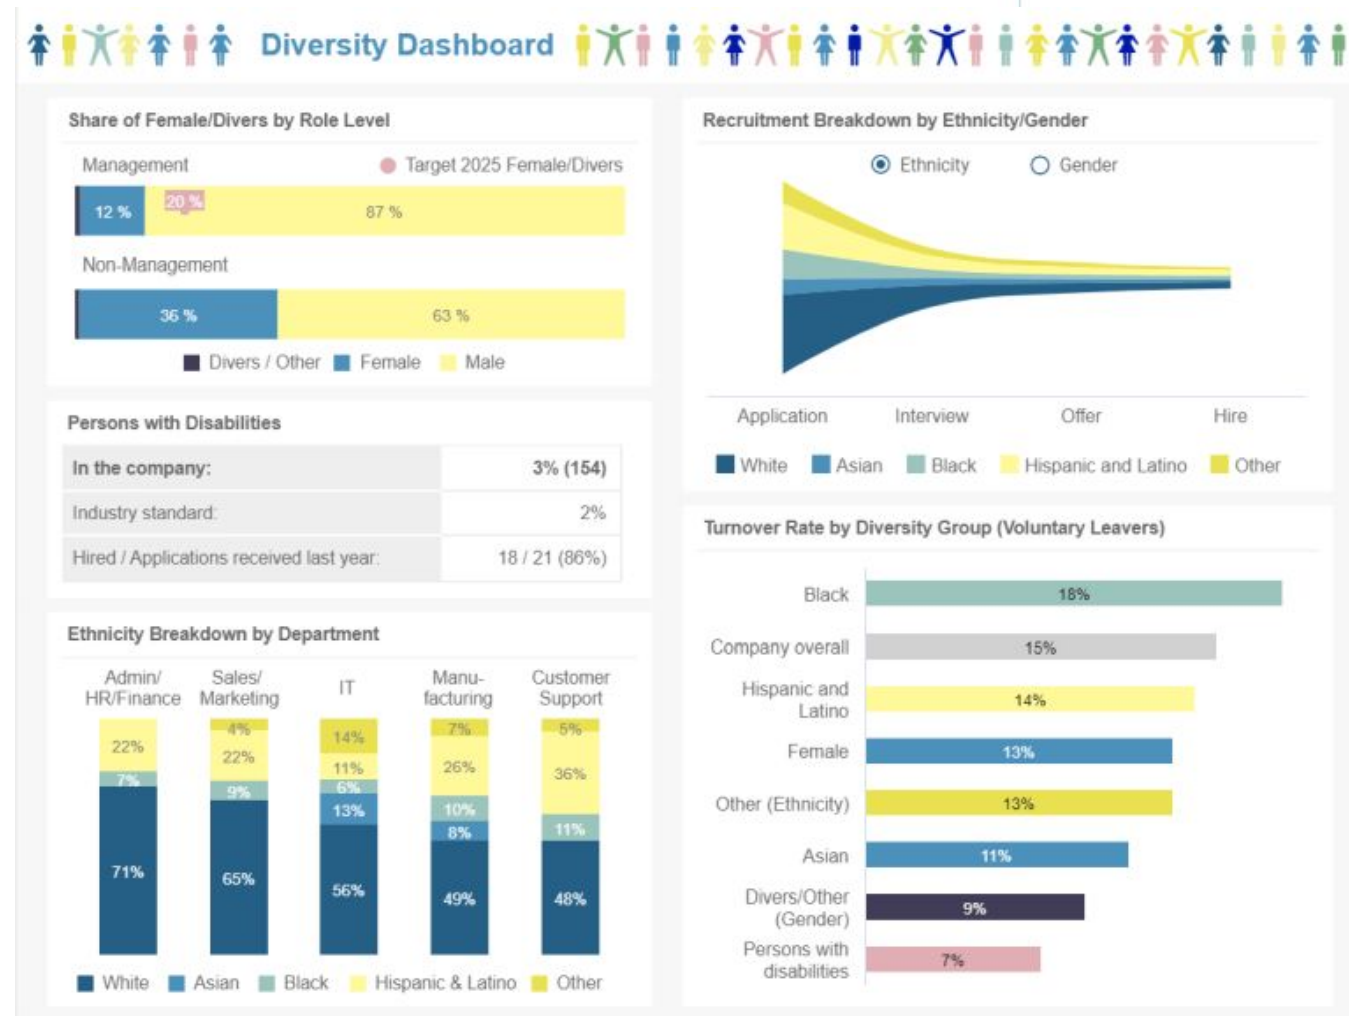 Diversity Dashboard
Share of Female/Divers by Role Level
Management
Target 2025 Female/Divers
12 %
20 %
87 %
Non-Management
36 %
63 %
Divers / Other
Female
Male
Persons with Disabilities
In the company: 3% (154)
Industry standard: 2%
Hired / Applications received last year: 18 / 21 (86%)
Ethnicity Breakdown by Department
Admin/
HR/Finance
Sales/
Marketing
IT
Manu-
facturing
Customer
Support
22%
7%
71%
4%
22%
9%
65%
14%
11%
6%
13%
56%
7%
26%
10%
8%
49%
5%
36%
11%
48%
White
Asian
Black
Hispanic & Latino
Other
Recruitment Breakdown by Ethnicity/Gender
Ethnicity
Gender
Application
Interview
Offer
Hire
White
Asian
Black
Hispanic and Latino
Other
Turnover Rate by Diversity Group (Voluntary Leavers)
Black 18%
Company overall 15%
Hispanic and
Latino 14%
Female 13%
Other (Ethnicity) 13%
Asian 11%
Divers/Other
(Gender) 9%
Persons with
disabilities 7%